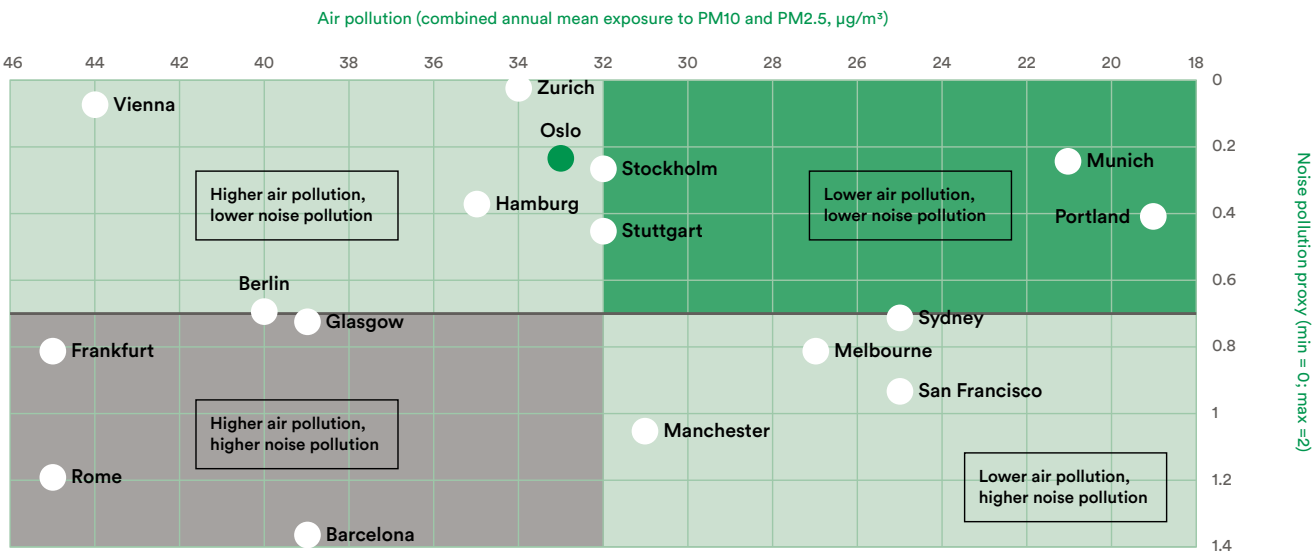 Air pollution (combined annual mean exposure to PM10 and PM2.5, µg/m³)
46 44 42 40 38 36 34 32 30 28 26 24 22 20 18
0
Zurich
Vienna
Oslo
0.2
Munich
Stockholm
Higher air pollution,
lower noise pollution
Lower air pollution,
lower noise pollution
Hamburg
0.4
Portland
Stuttgart
0.6
Berlin
Sydney
Glasgow
0.8
Frankfurt
Melbourne
San Francisco
1
Higher air pollution,
higher noise pollution
Manchester
Rome
1.2
Lower air pollution,
higher noise pollution
Barcelona
1.4
Noise pollution proxy (min = 0; max =2)